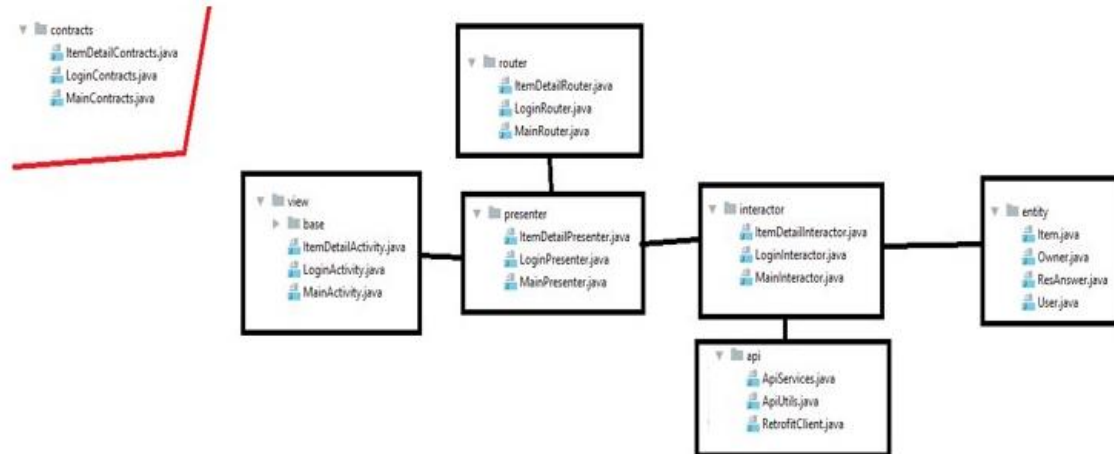 contracts
ItemDetailContracts.java
LoginContracts.java
MainContracts.java
router
ItemDetailRouter.java
LoginRouter.java
MainRouter.java
view
base
ItemDetailActivity.java
LoginActivity.java
MainActivity.java
presenter
ItemDetailPresenter.java
LoginPresenter.java
MainPresenter.java
interactor
ItemDetailInteractor.java
LoginInteractor.java
MainInteractor.java
entity
Item.java
Owner.java
ResAnswer.java
User.java
api
ApiServices.java
ApiUtils.java
RetrofitClient.java